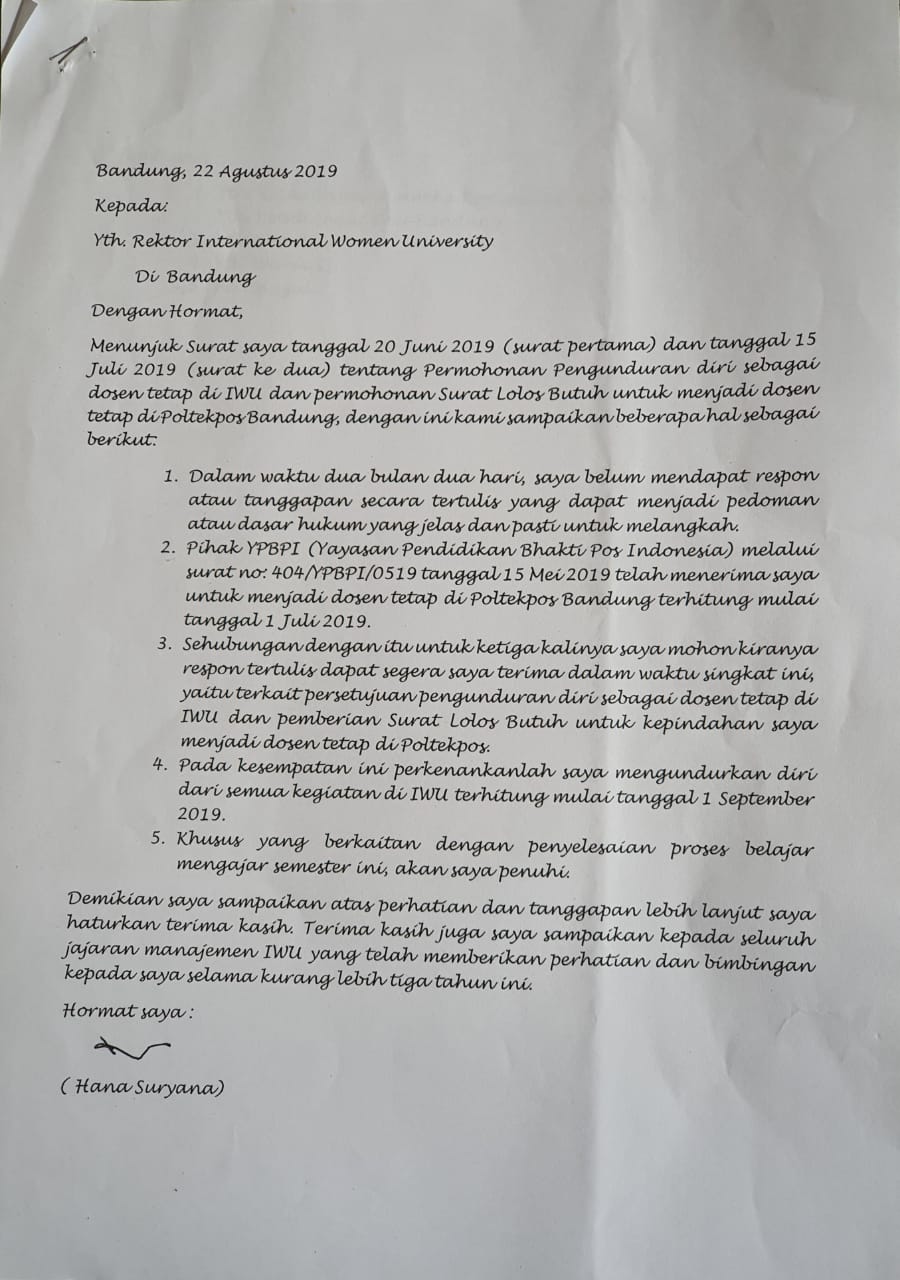 1
Bandung, 22 Agustus 2019
Kepada:
Yth. Rektor International Women University
Di Bandung
Dengan Hormat,
Menunjuk Surat saya tanggal 20 Juni 2019 (surat pertama) dan tanggal 15
Juli 2019 (surat ke dua) tentang Permohonan Pengunduran diri sebagai
dosen tetap di IWU dan permohonan Surat Lolos Butuh untuk menjadi dosen
tetap di Poltekpos Bandung, dengan ini kami sampaikan beberapa hal sebagai
berikut:
1. Dalam waktu dua bulan dua hari, saya belum mendapat respon
atau tanggapan secara tertulis yang dapat menjadi pedoman
atau dasar hukum yang jelas dan pasti untuk melangkah.
2. Pihak YPBPI (Yayasan Pendidikan Bhakti Pos Indonesia) melalui
surat no: 404/YPBPI/0519 tanggal 15 Mei 2019 telah menerima saya
untuk menjadi dosen tetap di Poltekpos Bandung terhitung mulai
tanggal 1 Juli 2019.
3. Sehubungan dengan itu untuk ketiga kalinya saya mohon kiranya
respon tertulis dapat segera saya terima dalam waktu singkat ini,
yaitu terkait persetujuan pengunduran diri sebagai dosen tetap di
IWU dan pemberian Surat Lolos Butuh untuk kepindahan saya
menjadi dosen tetap di Poltekpos.
4. Pada kesempatan ini perkenankanlah saya mengundurkan diri
dari semua kegiatan di IWU terhitung mulai tanggal 1 September
2019.
5. Khusus yang berkaitan dengan penyelesaian proses belajar
mengajar semester ini, akan saya penuhi.
Demikian saya sampaikan atas perhatian dan tanggapan lebih lanjut saya
haturkan terima kasih. Terima kasih juga saya sampaikan kepada seluruh
jajaran manajemen IWU yang telah memberikan perhatian dan bimbingan
kepada saya selama kurang lebih tiga tahun ini.
Hormat saya :
( Hana Suryana)